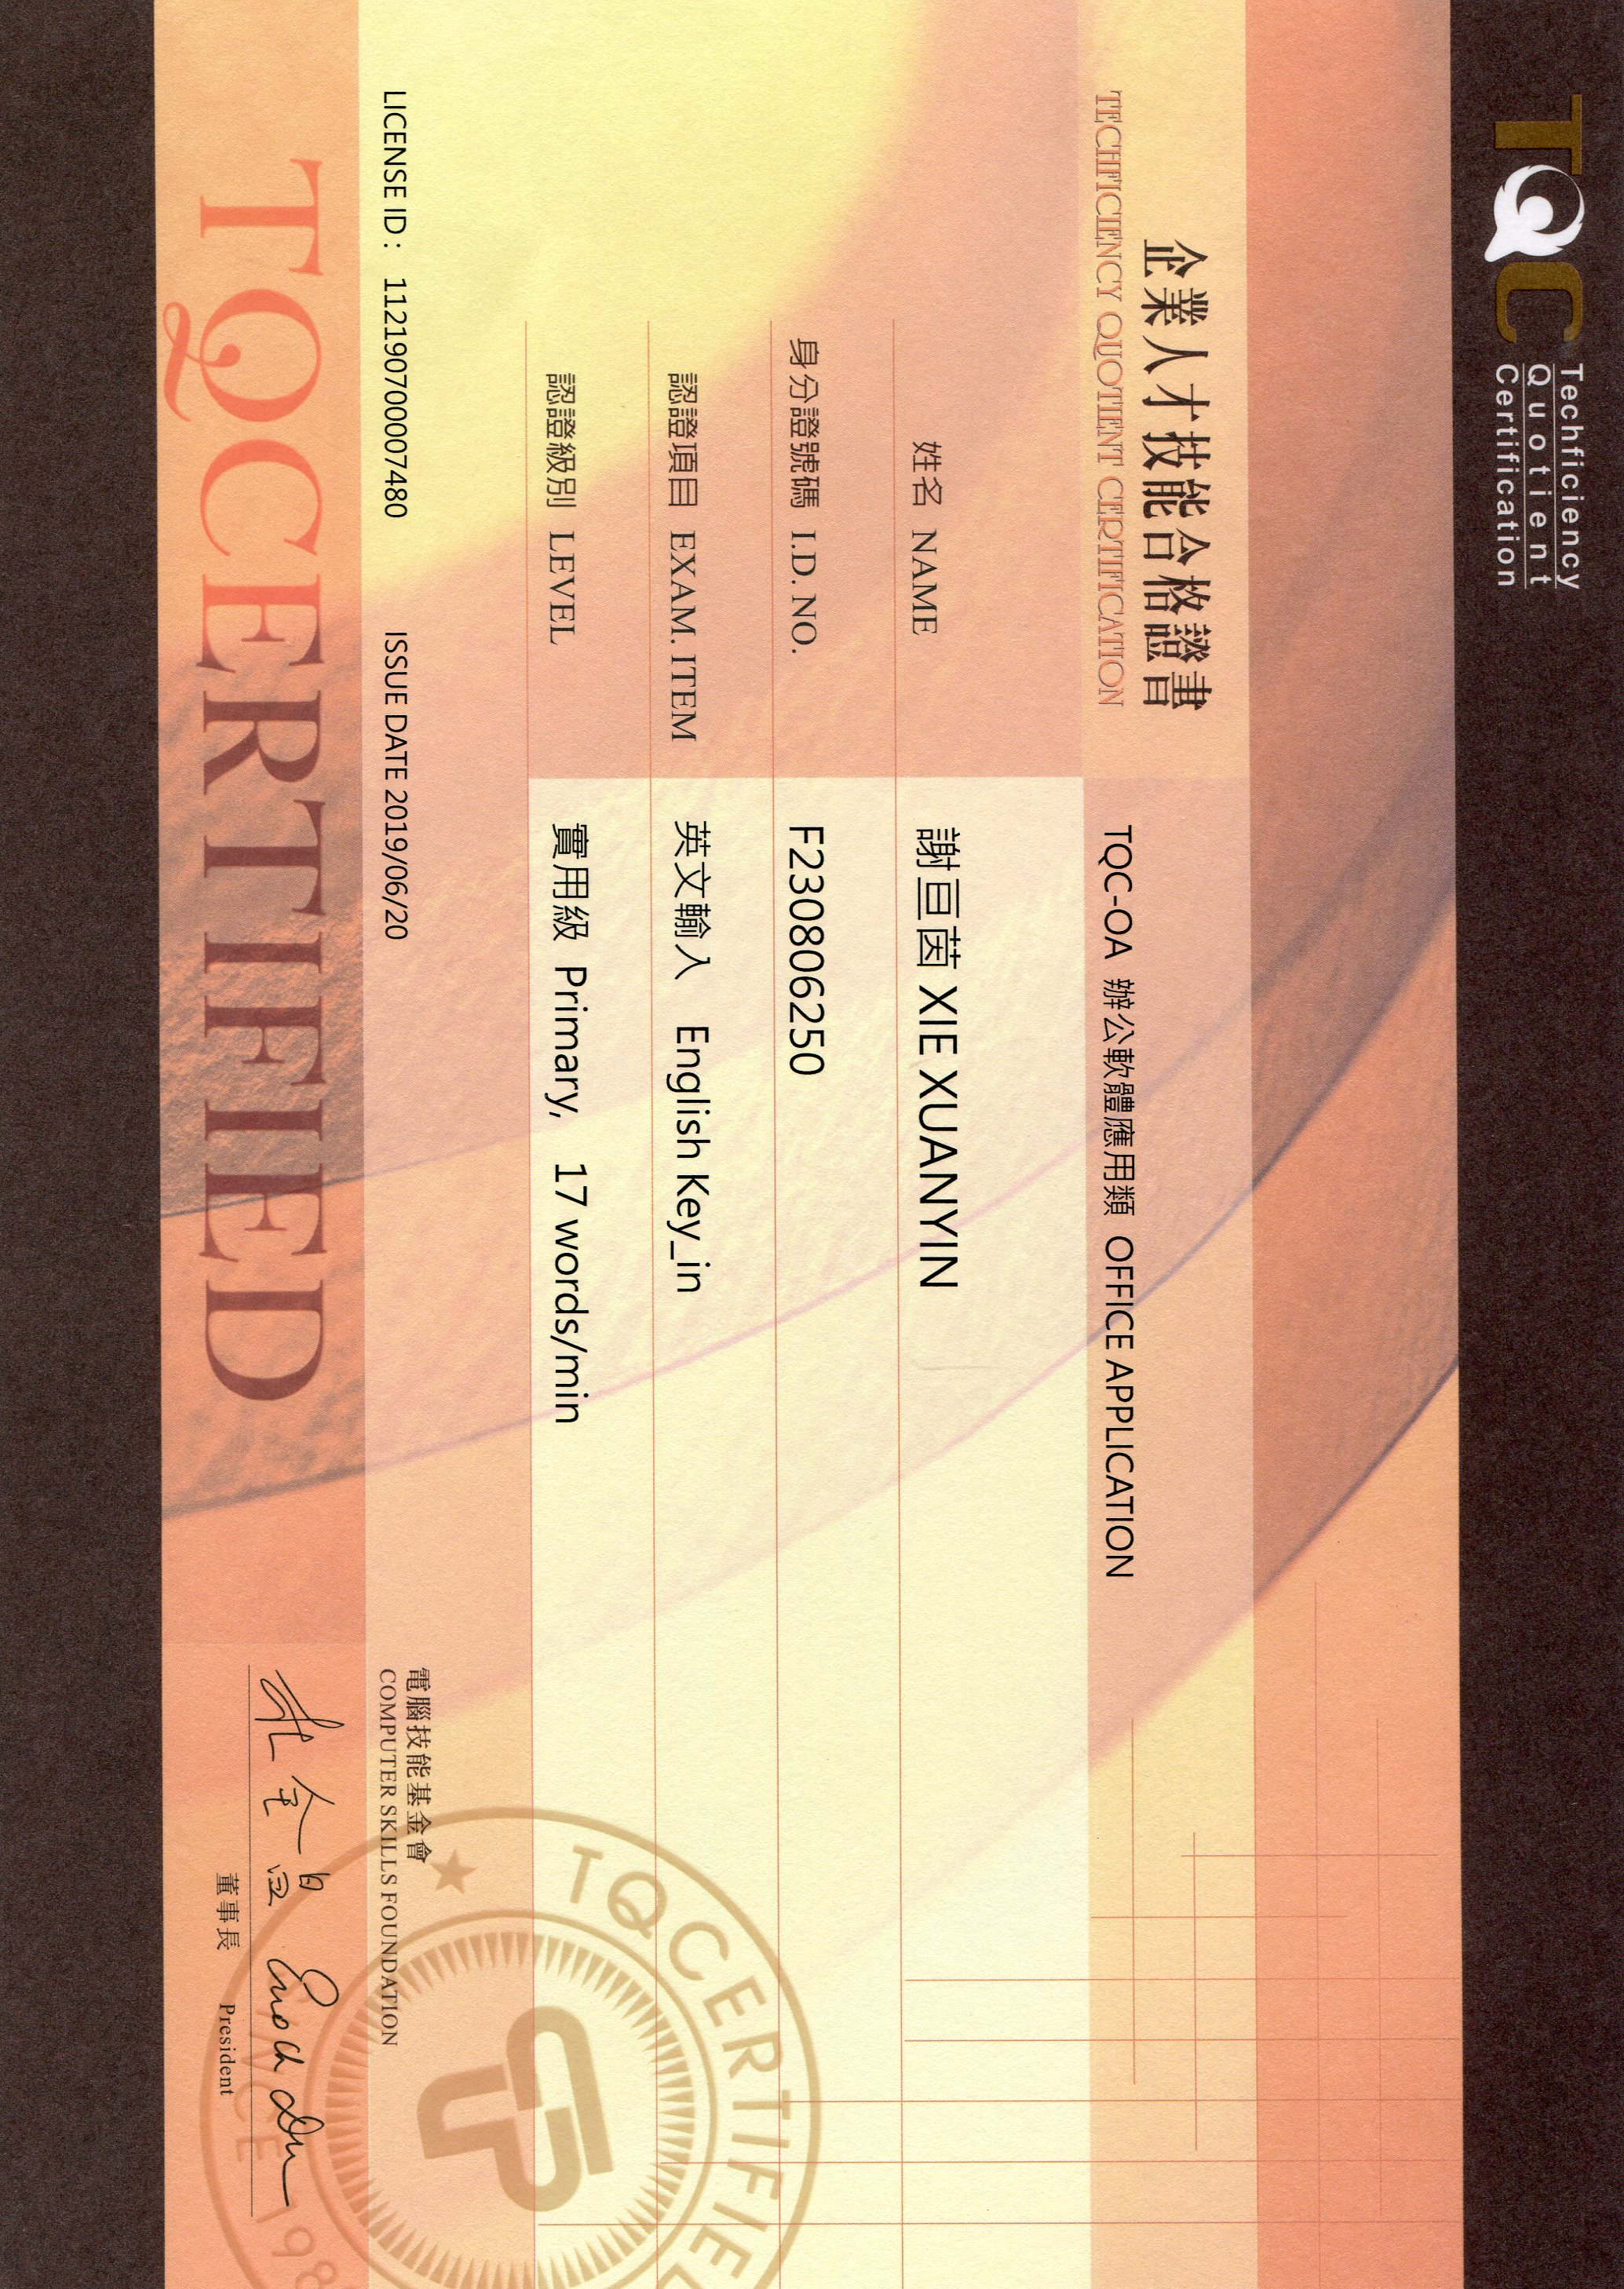 TQC
Techficiency
Quotient
Certification
企業人才技能合格證書
TECHFICIENCY QUOTIENT CERTIFICATION
TQC-OA 辦公軟體應用類 OFFICE APPLICATION
姓名 NAME 謝亘茵 XIE XUANYIN
身分證號碼 I.D. NO. F230806250
認證項目 EXAM. ITEM 英文輸入 English Key_in
認證級別 LEVEL 實用級 Primary, 17 words/min
TQCERTIFIED
LICENSE ID : 112190700007480 ISSUE DATE 2019/06/20
電腦技能基金會
COMPUTER SKILLS FOUNDATION
TQCERTIFIED
杜全昌 Enoch Du
董事長 President